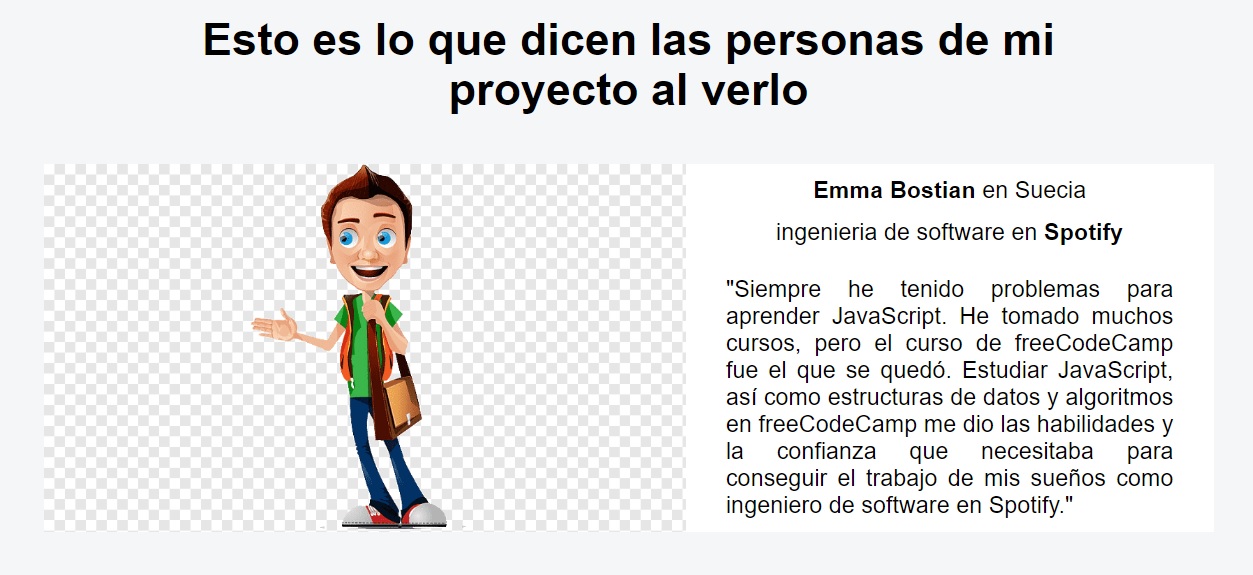 Esto es lo que dicen las personas de mi
proyecto al verlo
Emma Bostian en Suecia
ingenieria de software en Spotify
"Siempre he tenido problemas para
aprender JavaScript. He tomado muchos
cursos, pero el curso de freeCodeCamp
fue el que se quedó. Estudiar JavaScript,
así como estructuras de datos y algoritmos
en freeCodeCamp me dio las habilidades y
la confianza que necesitaba para
conseguir el trabajo de mis sueños como
ingeniero de software en Spotify."